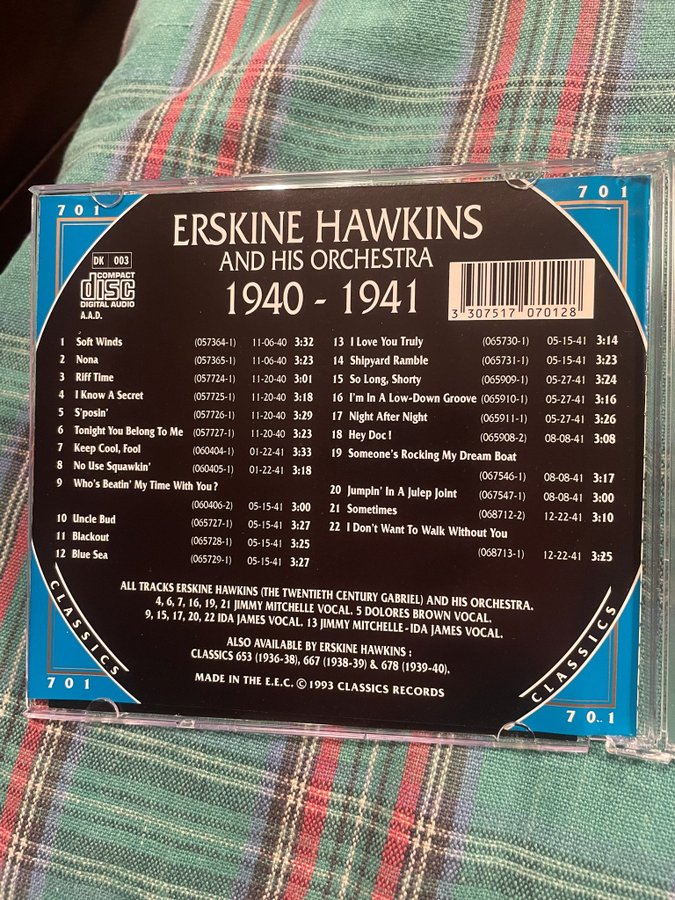 701
701
ERSKINE HAWKINS
AND HIS ORCHESTRA
1940 - 1941
DK 003
COMPACT
disc
DIGITAL AUDIO
A.A.D.
3 307517 070128
1 Soft Winds (057364-1) 11-06-40 3:32
2 Nona (057365-1) 11-06-40 3:23
3 Riff Time (057724-1) 11-20-40 3:01
4 I Know A Secret (057725-1) 11-20-40 3:18
5 S'posin' (057726-1) 11-20-40 3:29
6 Tonight You Belong To Me (057727-1) 11-20-40 3:23
7 Keep Cool, Fool (060404-1) 01-22-41 3:33
8 No Use Squawkin' (060405-1) 01-22-41 3:18
9 Who's Beatin' My Time With You ?
(060406-2) 05-15-41 3:00
10 Uncle Bud (065727-1) 05-15-41 3:27
11 Blackout (065728-1) 05-15-41 3:25
12 Blue Sea (065729-1) 05-15-41 3:27
13 I Love You Truly (065730-1) 05-15-41 3:14
14 Shipyard Ramble (065731-1) 05-15-41 3:23
15 So Long, Shorty (065909-1) 05-27-41 3:24
16 I'm In A Low-Down Groove (065910-1) 05-27-41 3:16
17 Night After Night (065911-1) 05-27-41 3:26
18 Hey Doc ! (065908-2) 08-08-41 3:08
19 Someone's Rocking My Dream Boat
(067546-1) 08-08-41 3:17
20 Jumpin' In A Julep Joint (067547-1) 08-08-41 3:00
21 Sometimes (068712-2) 12-22-41 3:10
22 I Don't Want To Walk Without You
(068713-1) 12-22-41 3:25
ALL TRACKS ERSKINE HAWKINS (THE TWENTIETH CENTURY GABRIEL) AND HIS ORCHESTRA.
4, 6, 7, 16, 19, 21 JIMMY MITCHELLE VOCAL. 5 DOLORES BROWN VOCAL.
9, 15, 17, 20, 22 IDA JAMES VOCAL. 13 JIMMY MITCHELLE-IDA JAMES VOCAL.
ALSO AVAILABLE BY ERSKINE HAWKINS :
CLASSICS 653 (1936-38), 667 (1938-39) & 678 (1939-40).
MADE IN THE E.E.C. © 1993 CLASSICS RECORDS
CLASSICS
CLASSICS
701
70..1